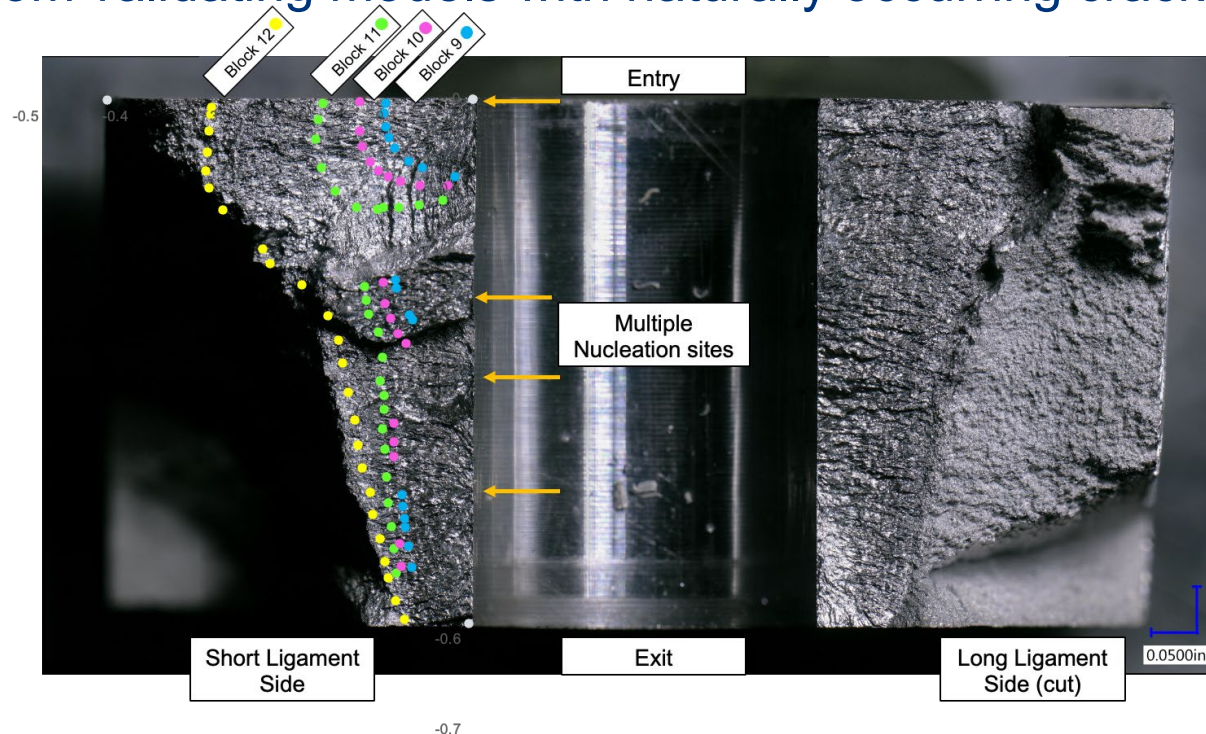 Block 12
Block 11
Block 10
Block 9
Entry
-0.5
-0.4
Multiple
Nucleation sites
-0.6
0.0500in
Short Ligament
Side
Exit
Long Ligament
Side (cut)
-0.7